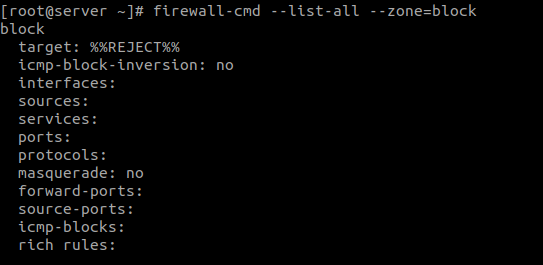 [root@server ~]# firewall-cmd --list-all --zone=block
block
  target: %%REJECT%%
  icmp-block-inversion: no
  interfaces:
  sources:
  services:
  ports:
  protocols:
  masquerade: no
  forward-ports:
  source-ports:
  icmp-blocks:
  rich rules: